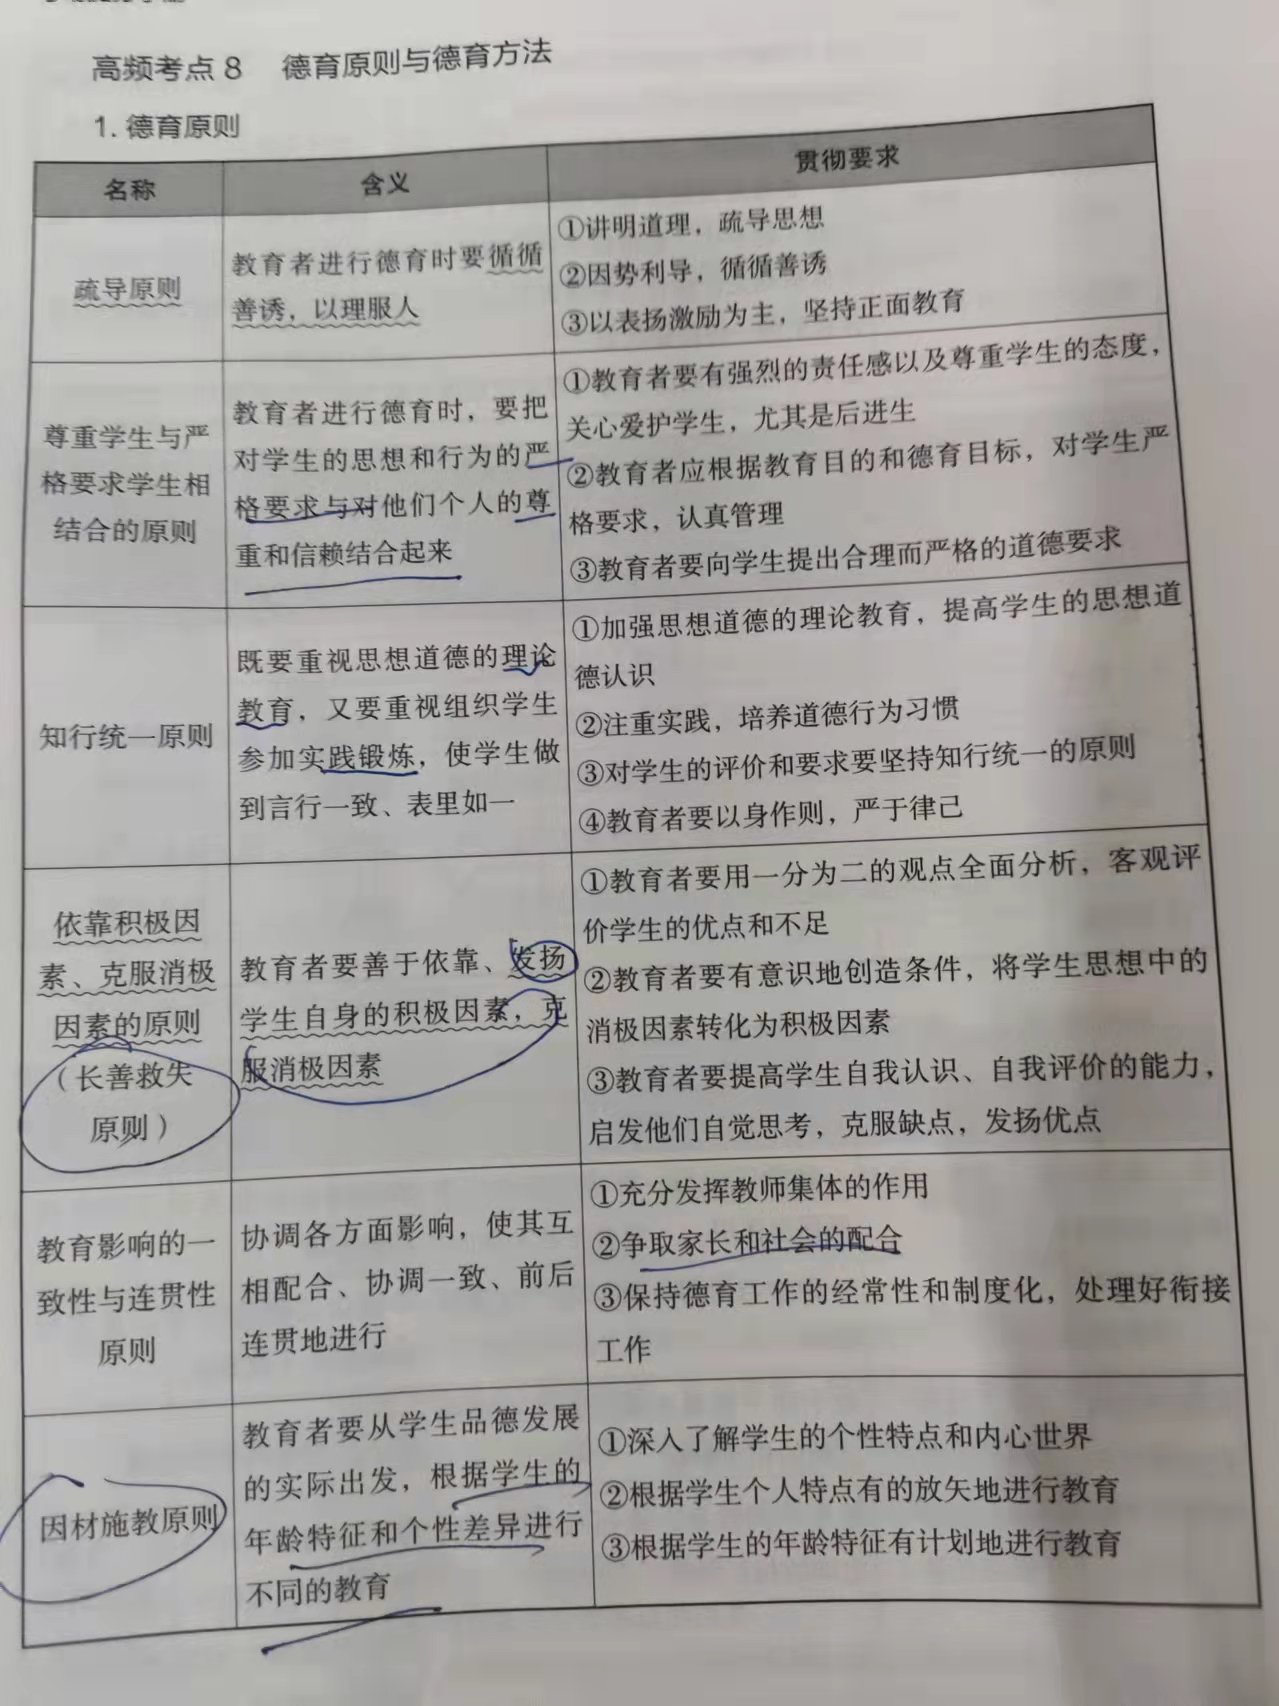 高频考点8 德育原则与德育方法
1. 德育原则
名称 含义 贯彻要求
疏导原则
教育者进行德育时要循循
善诱，以理服人
①讲明道理，疏导思想
②因势利导，循循善诱
③以表扬激励为主，坚持正面教育
尊重学生与严
格要求学生相
结合的原则
教育者进行德育时，要把
对学生的思想和行为的严
格要求与对他们个人的尊
重和信赖结合起来
①教育者要有强烈的责任感以及尊重学生的态度，
关心爱护学生，尤其是后进生
②教育者应根据教育目的和德育目标，对学生严
格要求，认真管理
③教育者要向学生提出合理而严格的道德要求
知行统一原则
既要重视思想道德的理论
教育，又要重视组织学生
参加实践锻炼，使学生做
到言行一致、表里如一
①加强思想道德的理论教育，提高学生的思想道
德认识
②注重实践，培养道德行为习惯
③对学生的评价和要求要坚持知行统一的原则
④教育者要以身作则，严于律己
依靠积极因
素、克服消极
因素的原则
（长善救失
原则）
教育者要善于依靠、发扬
学生自身的积极因素，克
服消极因素
①教育者要用一分为二的观点全面分析，客观评
价学生的优点和不足
②教育者要有意识地创造条件，将学生思想中的
消极因素转化为积极因素
③教育者要提高学生自我认识、自我评价的能力，
启发他们自觉思考，克服缺点，发扬优点
教育影响的一
致性与连贯性
原则
协调各方面影响，使其互
相配合、协调一致、前后
连贯地进行
①充分发挥教师集体的作用
②争取家长和社会的配合
③保持德育工作的经常性和制度化，处理好衔接
工作
因材施教原则
教育者要从学生品德发展
的实际出发，根据学生的
年龄特征和个性差异进行
不同的教育
①深入了解学生的个性特点和内心世界
②根据学生个人特点有的放矢地进行教育
③根据学生的年龄特征有计划地进行教育